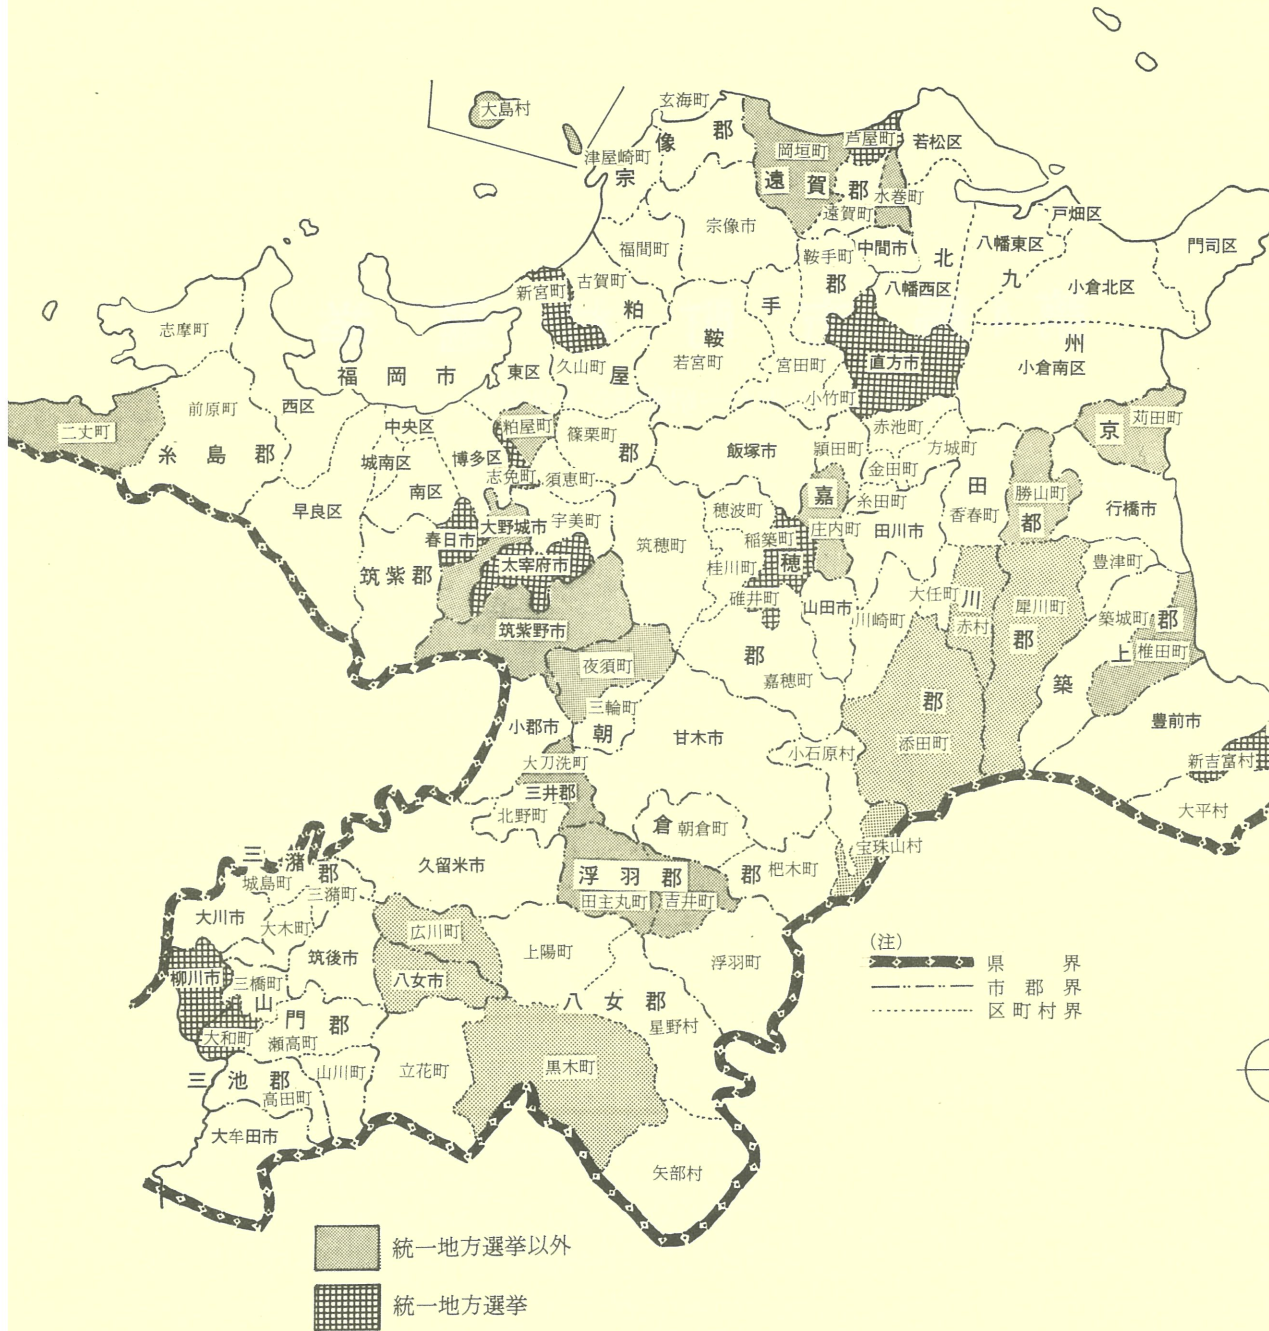 大島村
玄海町
郡
像
津屋崎町
宗
岡垣町
芦屋町
若松区
遠賀
郡
水巻町
遠賀町
戸畑区
宗像市
福間町
鞍手町
中間市
北
八幡東区
門司区
郡
八幡西区
九
小倉北区
新宮町
古賀町
粕
手
鞍
州
志摩町
若宮町
宮田町
直方市
小倉南区
福岡市
東区
久山町
屋
小竹町
前原町
西区
二丈町
中央区
粕屋町
篠栗町
郡
飯塚市
頴田町
赤池町
方城町
京
苅田町
糸島郡
城南区
博多区
志免町
須恵町
金田町
南区
嘉
糸田町
田
勝山町
早良区
穂波町
庄内町
香春町
都
行橋市
春日市
大野城市
宇美町
筑穂町
稲築町
田川市
太宰府市
桂川町
穂
豊津町
筑紫郡
碓井町
山田市
大任町
川
犀川町
川崎町
赤村
築城町
郡
筑紫野市
郡
上
椎田町
夜須町
郡
嘉穂町
築
三輪町
郡
小郡市
朝
甘木市
添田町
豊前市
小石原村
新吉富村
大刀洗町
三井郡
大平村
北野町
倉
朝倉町
宝珠山村
三潴郡
久留米市
城島町
三潴町
浮羽郡
郡
杷木町
大川市
大木町
田主丸町
吉井町
広川町
上陽町
浮羽町
筑後市
柳川市
三橋町
八女市
山門郡
八女郡
星野村
大和町
瀬高町
三池郡
山川町
立花町
黒木町
高田町
大牟田市
矢部村
(注)
県界
市郡界
区町村界
統一地方選挙以外
統一地方選挙